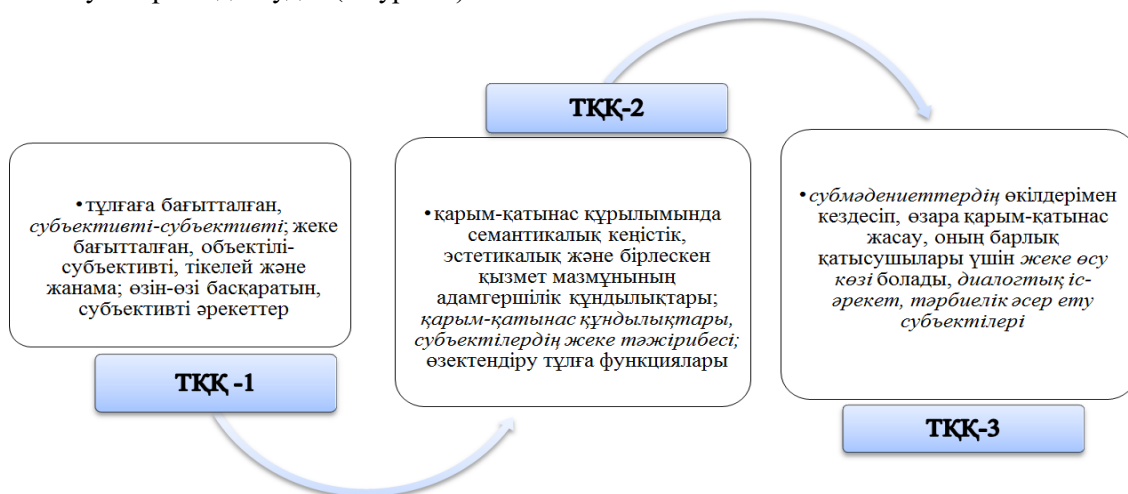 ТҚҚ-2
•тұлғаға бағытталған,
субъективті-субъективті; жеке
бағытталған, объектілі-
субъективті, тікелей және
жанама; өзін-өзі басқаратын,
субъективті әрекеттер
ТҚҚ -1
•қарым-қатынас құрылымында
семантикалық кеңістік,
эстетикалық және бірлескен
қызмет мазмұнының
адамгершілік құндылықтары;
қарым-қатынас құндылықтары,
субъектілердің жеке тәжірибесі;
өзектендіру тұлға функциялары
•субмәдениеттердің өкілдерімен
кездесіп, өзара қарым-қатынас
жасау, оның барлық
қатысушылары үшін жеке өсу
көзі болады, диалогтық іс-
әрекет, тәрбиелік әсер ету
субъектілері
ТҚҚ-3